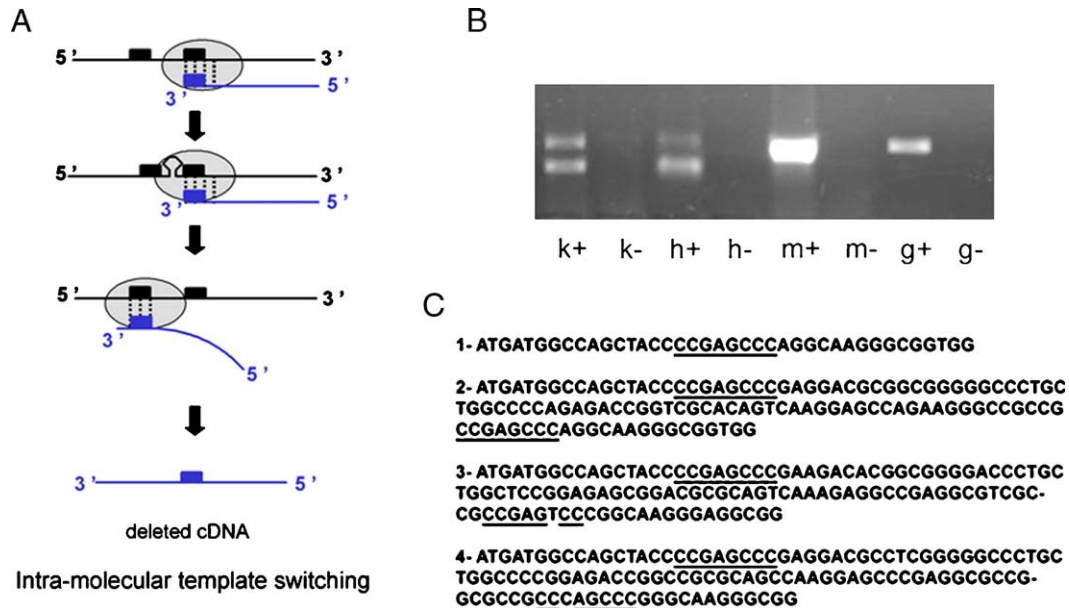 A
5' 3'
3' 5'
5' 3'
3' 5'
5' 3'
3'
5'
3' 5'
deleted cDNA
Intra-molecular template switching
B
k+ k- h+ h- m+ m- g+ g-
C
1- ATGATGGCCAGCTACCCCGAGCCCAGGCAAGGGCGGTGG
2- ATGATGGCCAGCTACCCCGAGCCCGAGGACGCGGCGGGGGCCCTGC
TGGCCCCAGAGACCGGTCGCACAGTCAAGGAGCCAGAAGGGCCGCCG
CCGAGCCCAGGCAAGGGCGGTGG
3- ATGATGGCCAGCTACCCCGAGCCCGAAGACACGGCGGGGACCCTGC
TGGCTCCGGAGAGCGGACGCGCAGTCAAAGAGGCCGAGGCGTCGC-
CGCCGAGTCCCGGCAAGGGAGGCGG
4- ATGATGGCCAGCTACCCCGAGCCCGAGGACGCCTCGGGGGCCCTGC
TGGCCCCGGAGACCGGCCGCGCAGCCAAGGAGCCCGAGGCGCCG-
GCGCCGCCCAGCCCGGGCAAGGGCGG